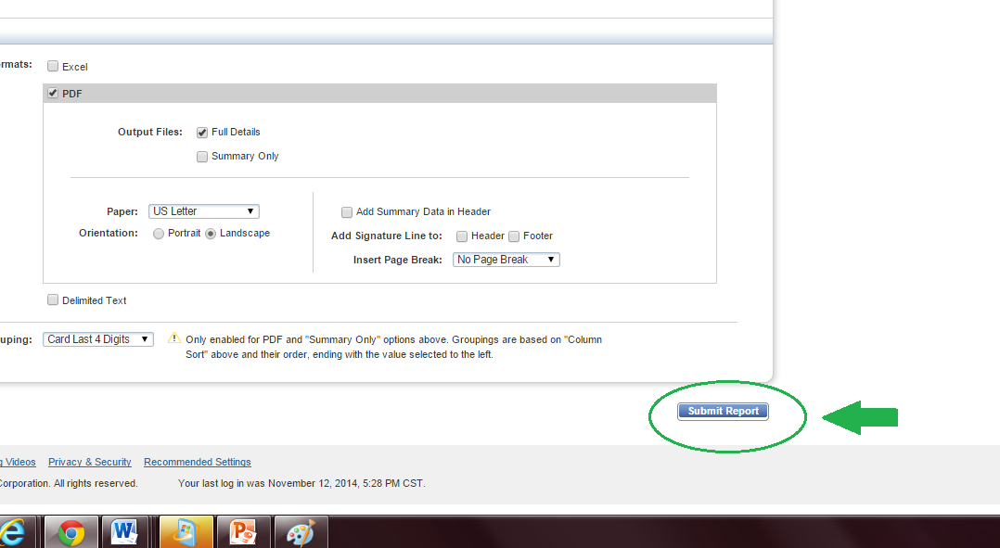 rmats: Excel
PDF
Output Files: Full Details
Summary Only
Paper: US Letter
Orientation: Portrait Landscape
Add Summary Data in Header
Add Signature Line to: Header Footer
Insert Page Break: No Page Break
Delimited Text
uping: Card Last 4 Digits
Only enabled for PDF and "Summary Only" options above. Groupings are based on "Column
Sort" above and their order, ending with the value selected to the left.
Submit Report
g Videos Privacy & Security Recommended Settings
Corporation. All rights reserved. Your last log in was November 12, 2014, 5:28 PM CST.